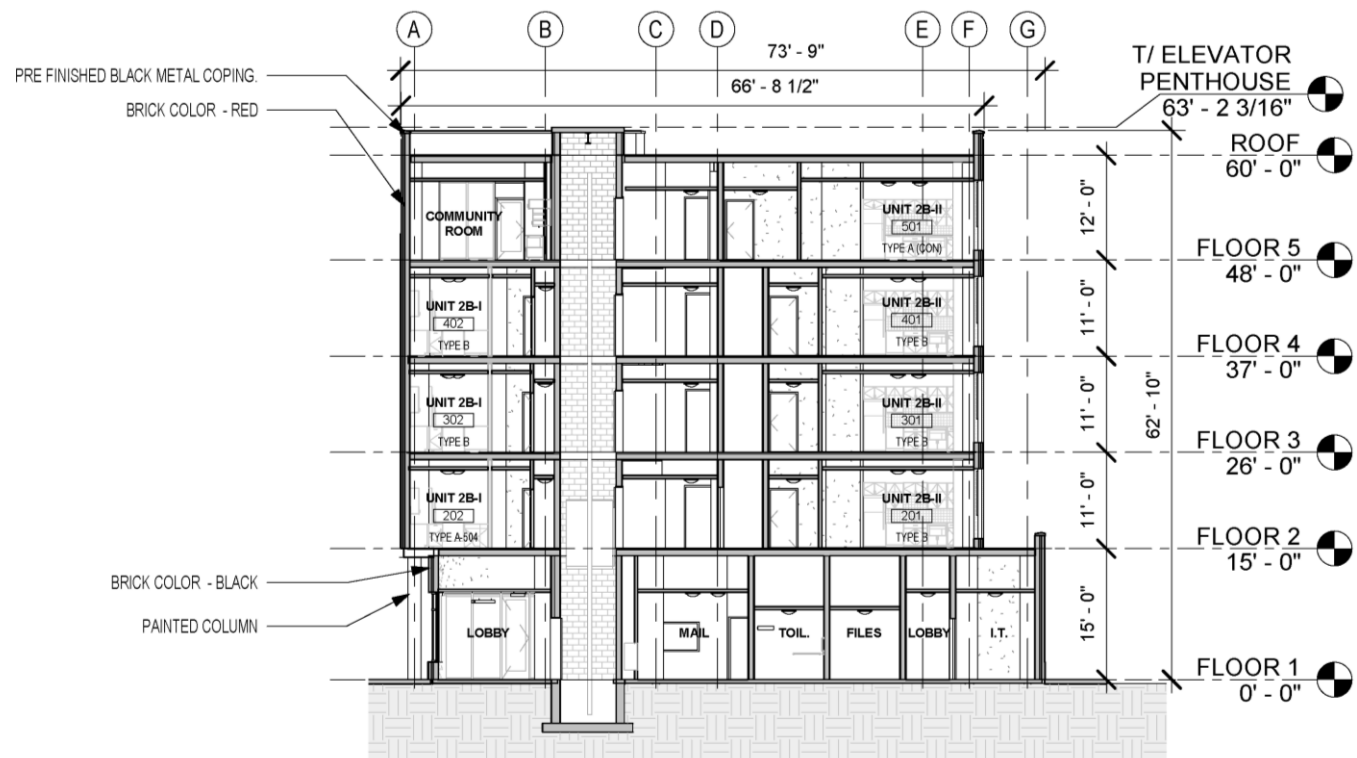 A B C D E F G
73' - 9"
66' - 8 1/2"
T/ ELEVATOR
PENTHOUSE
63' - 2 3/16"
PRE FINISHED BLACK METAL COPING.
BRICK COLOR - RED
ROOF
60' - 0"
12' - 0"
COMMUNITY
ROOM
UNIT 2B-II
501
TYPE A (CON)
FLOOR 5
48' - 0"
11' - 0"
UNIT 2B-I
402
TYPE B
UNIT 2B-II
401
TYPE B
FLOOR 4
37' - 0"
11' - 0"
62' - 10"
UNIT 2B-I
302
TYPE B
UNIT 2B-II
301
TYPE B
FLOOR 3
26' - 0"
11' - 0"
UNIT 2B-I
202
TYPE A-504
UNIT 2B-II
201
TYPE B
FLOOR 2
15' - 0"
15' - 0"
BRICK COLOR - BLACK
PAINTED COLUMN
LOBBY MAIL TOIL. FILES LOBBY I.T.
FLOOR 1
0' - 0"